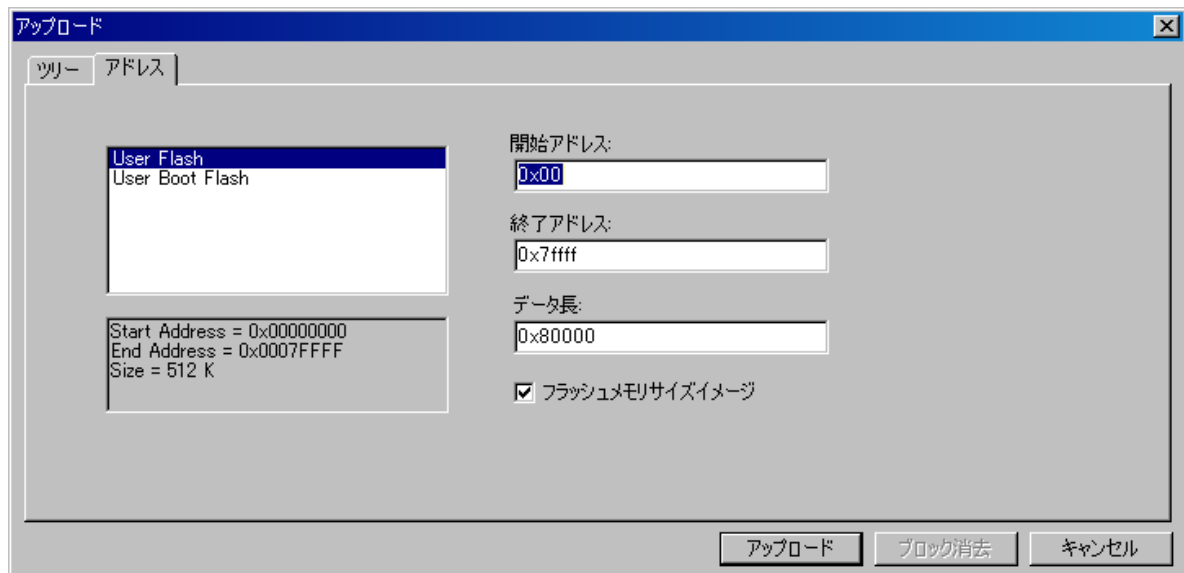 アップロード
ツリー
アドレス
User Flash
User Boot Flash
Start Address = 0x00000000
End Address = 0x0007FFFF
Size = 512 K
開始アドレス:
0x00
終了アドレス:
0x7ffff
データ長:
0x80000
フラッシュメモリサイズイメージ
アップロード
ブロック消去
キャンセル